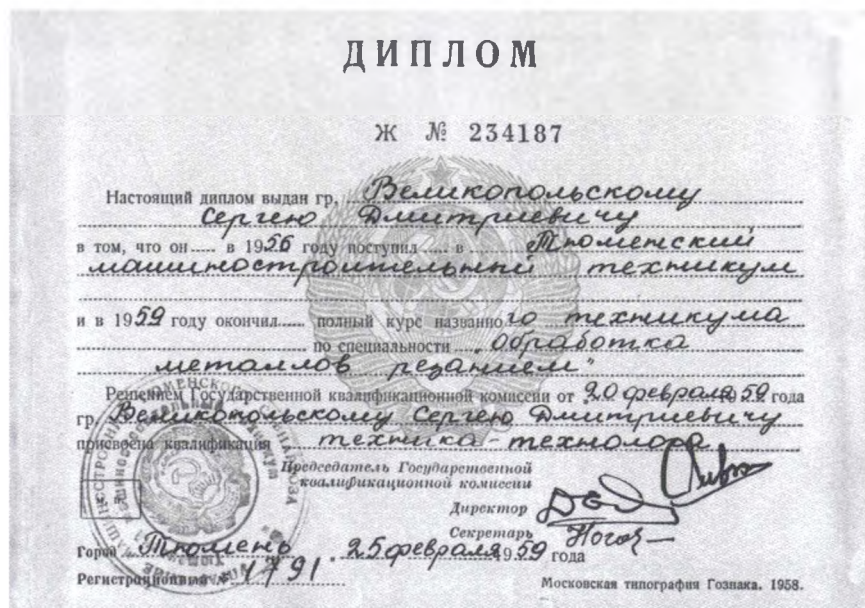 ДИПЛОМ
Ж № 234187
Настоящий диплом выдан гр. Великопольскому
Сергею Дмитриевичу
в том, что он..... в 1956 году поступил .... в ..... Тюменский
машиностроительный техникум
и в 1959 году окончил...... полный курс названного техникума
по специальности „Обработка
металлов резанием"
Решением Государственной квалификационной комиссии от 20 февраля 1959 года
гр. Великопольскому Сергею Дмитриевичу
присвоена квалификация техника-технолога
Председатель Государственной
квалификационной комиссии
Директор
Секретарь
Город Тюмень 25 февраля 1959 года
Регистрационный № 1791.
Московская типография Гознака. 1958.